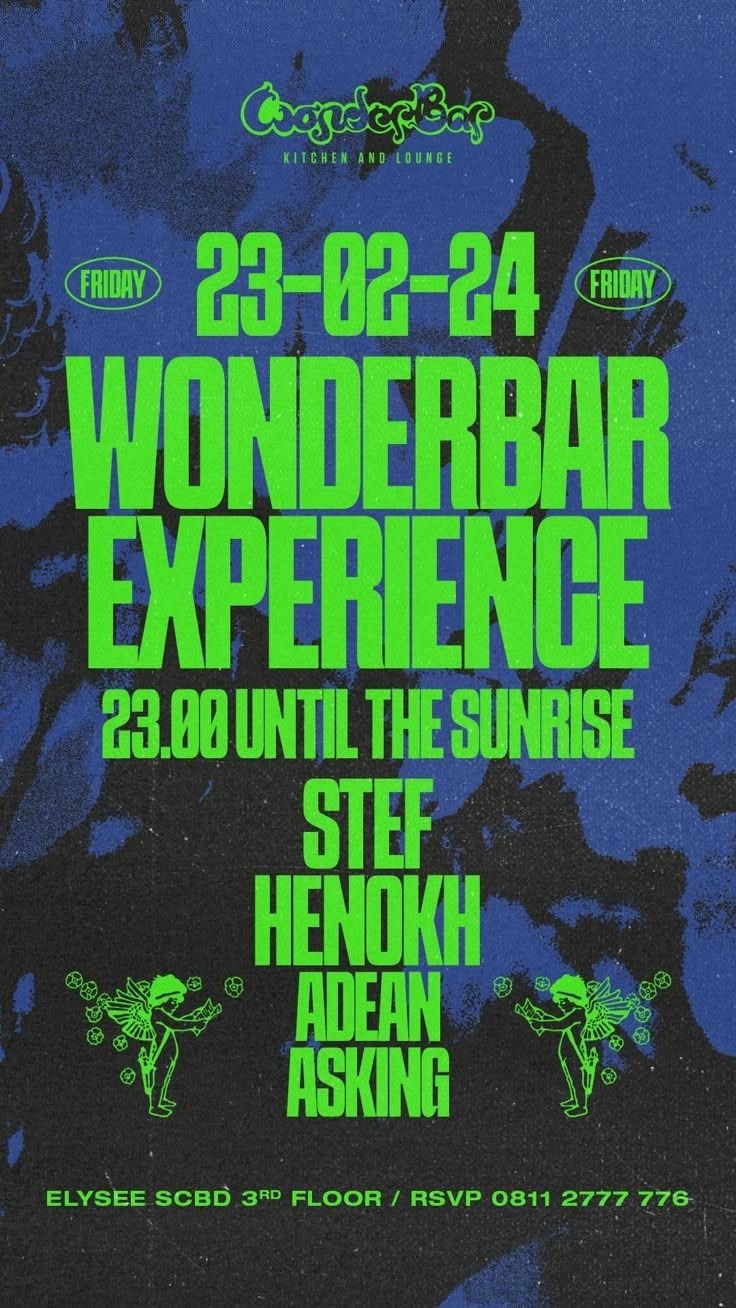 WonderBar
KITCHEN AND LOUNGE
FRIDAY 23-02-24 FRIDAY
WONDERBAR
EXPERIENCE
23.00 UNTIL THE SUNRISE
STEF
HENOKH
ADEAN
ASKING
ELYSEE SCBD 3RD FLOOR / RSVP 0811 2777 776